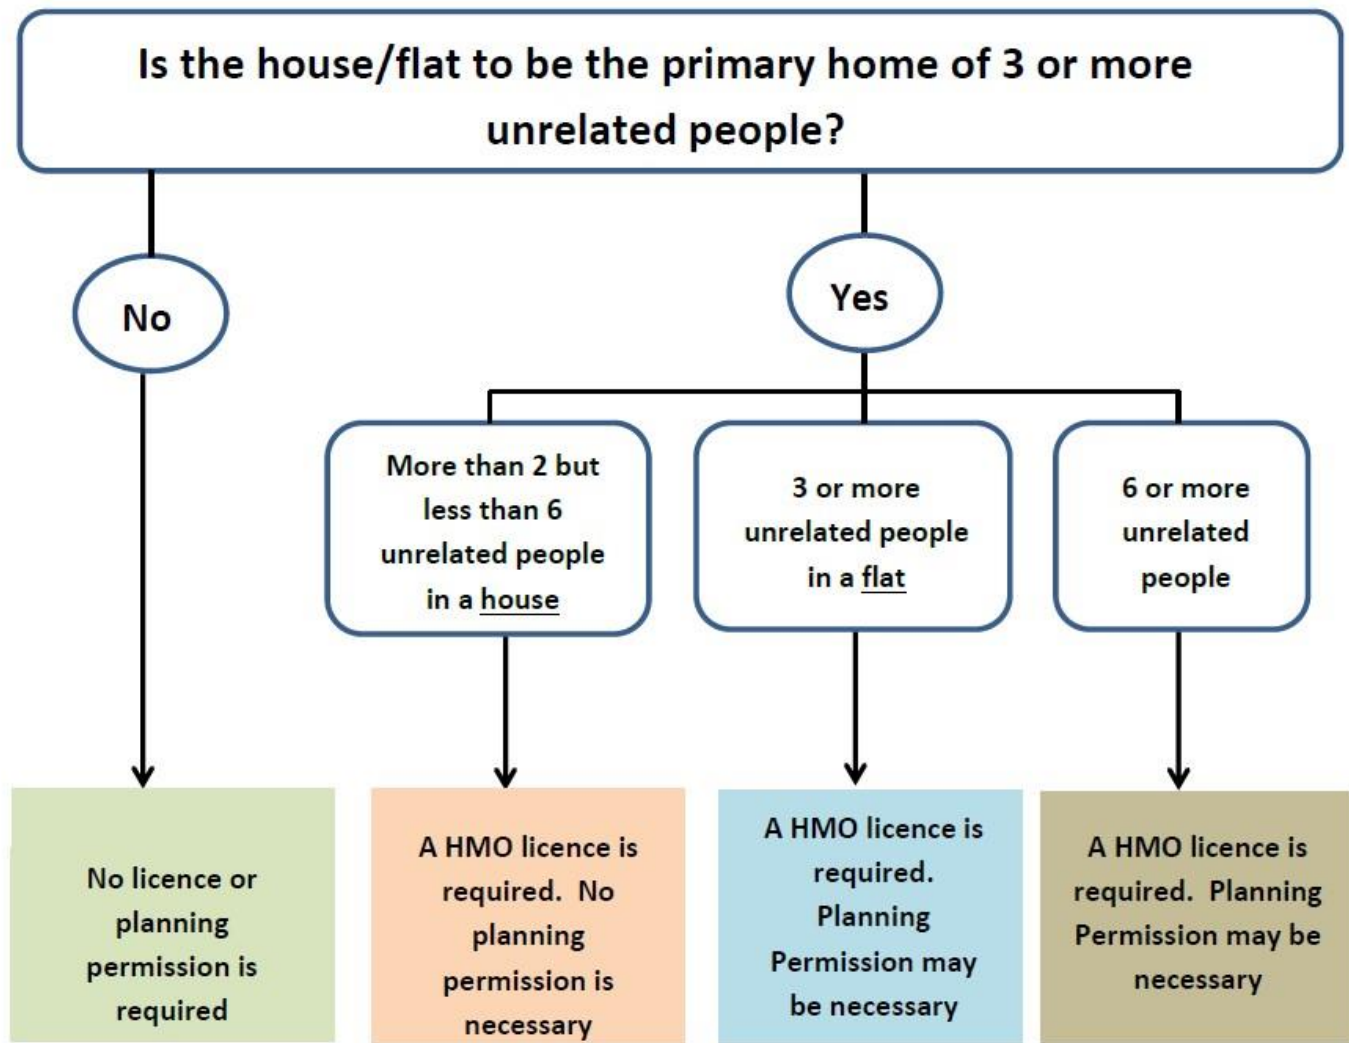 Is the house/flat to be the primary home of 3 or more
unrelated people?
No
Yes
More than 2 but
less than 6
unrelated people
in a house
3 or more
unrelated people
in a flat
6 or more
unrelated
people
No licence or
planning
permission is
required
A HMO licence is
required.  No
planning
permission is
necessary
A HMO licence is
required.
Planning
Permission may
be necessary
A HMO licence is
required.  Planning
Permission may be
necessary